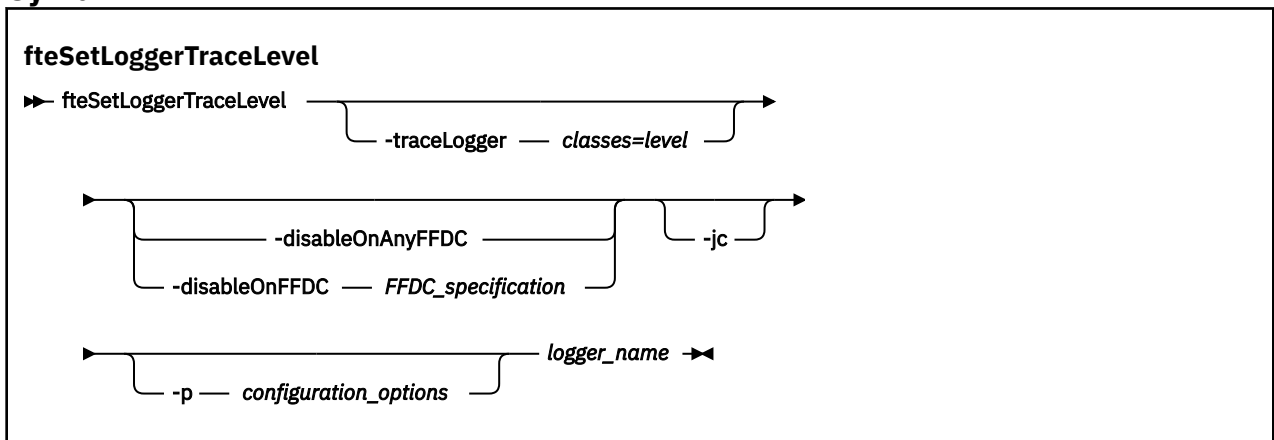 fteSetLoggerTraceLevel
fteSetLoggerTraceLevel
-traceLogger classes=level
-disableOnAnyFFDC
-jc
-disableOnFFDC FFDC_specification
logger_name
-p configuration_options